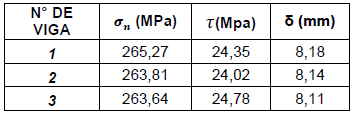 N° DE VIGA σn (MPa) τ(Mpa) δ (mm)
1 265,27 24,35 8,18
2 263,81 24,02 8,14
3 263,64 24,78 8,11